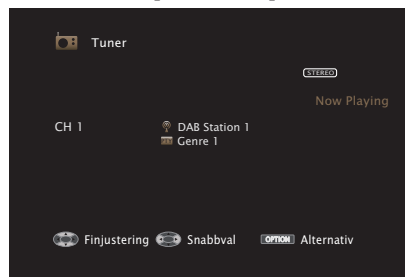 Tuner
STEREO
Now Playing
CH 1 DAB Station 1
Genre 1
Finjustering Snabbval OPTION Alternativ